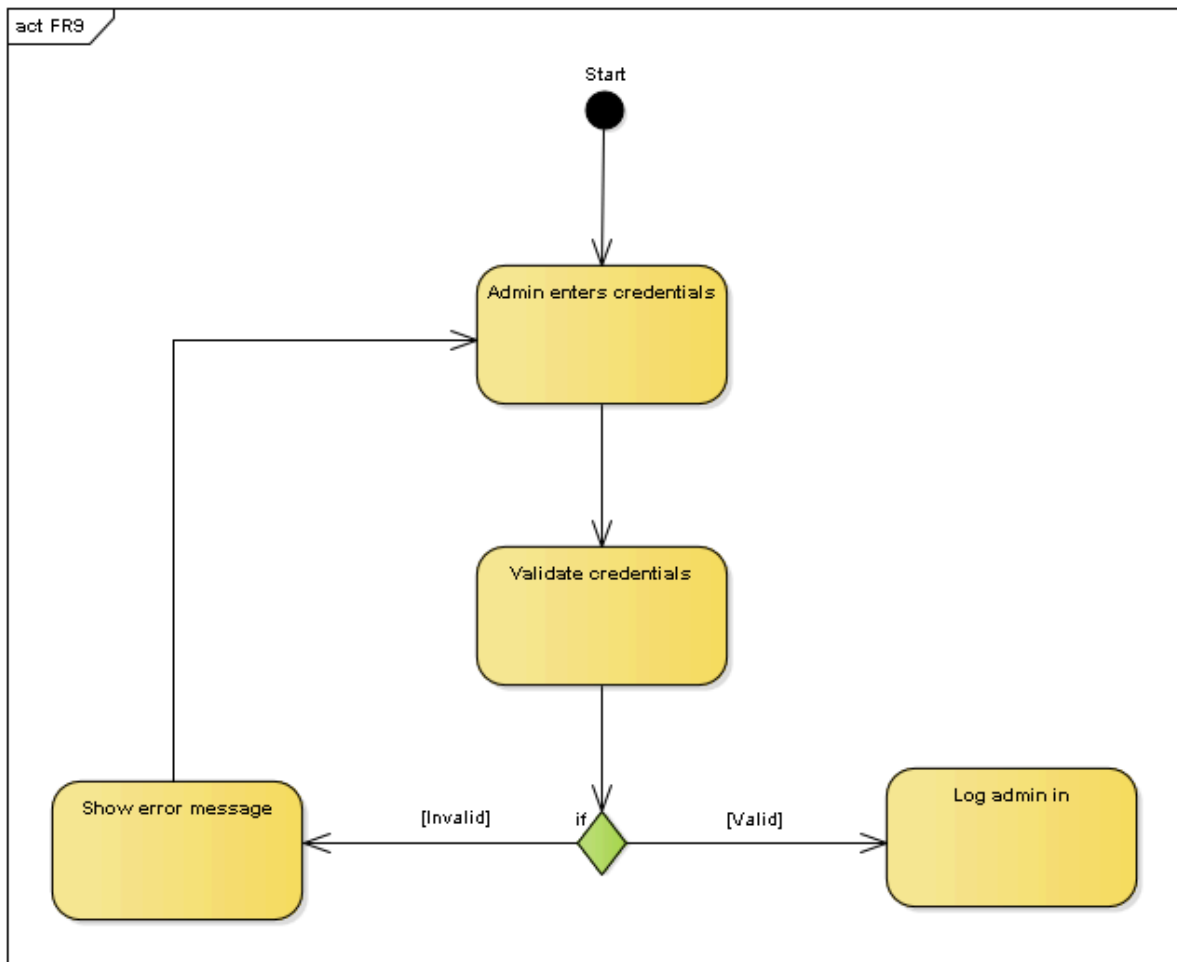 act FR9
Start
Admin enters credentials
Validate credentials
Show error message
[Invalid]
if
[Valid]
Log admin in